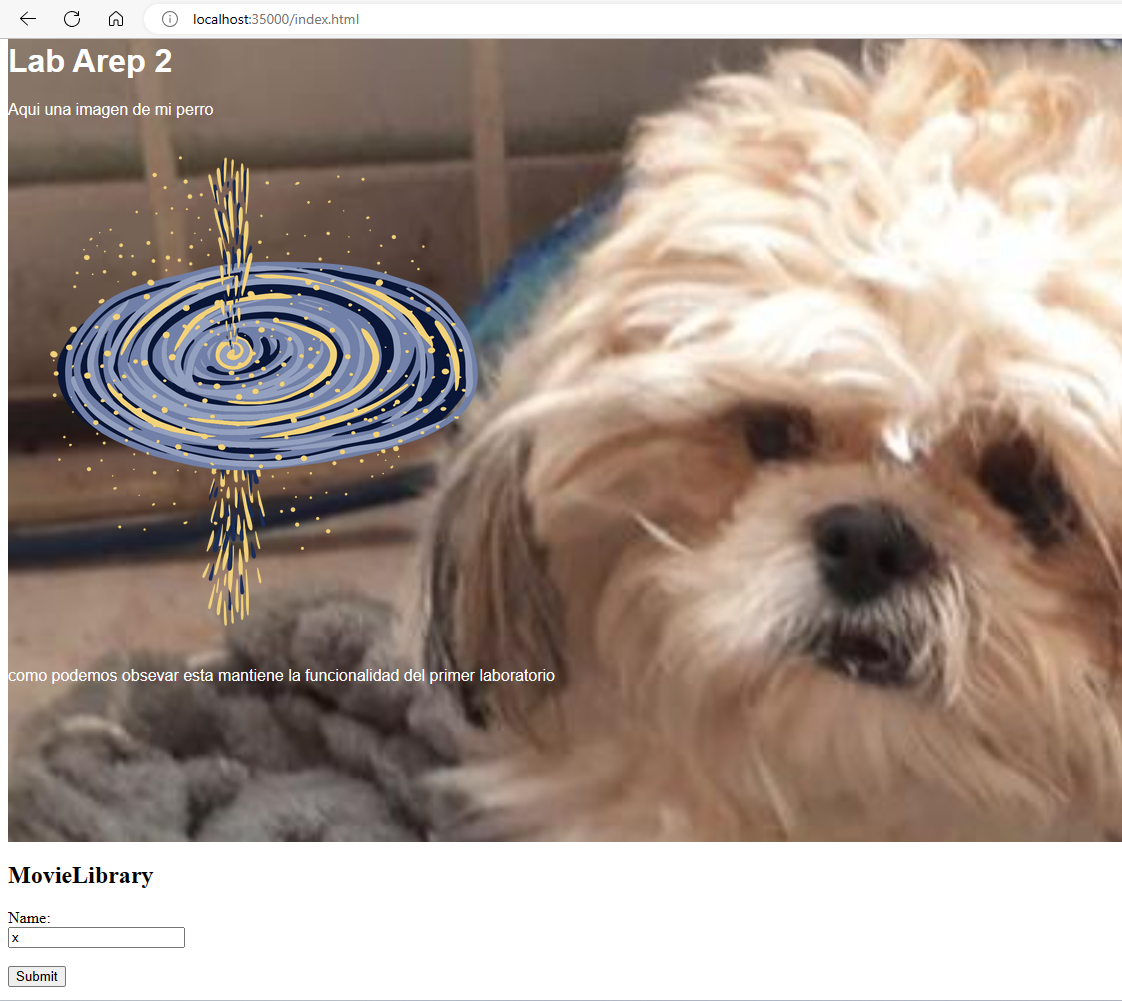 localhost:35000/index.html
Lab Arep 2
Aqui una imagen de mi perro
como podemos obsevar esta mantiene la funcionalidad del primer laboratorio
MovieLibrary
Name:
x
Submit